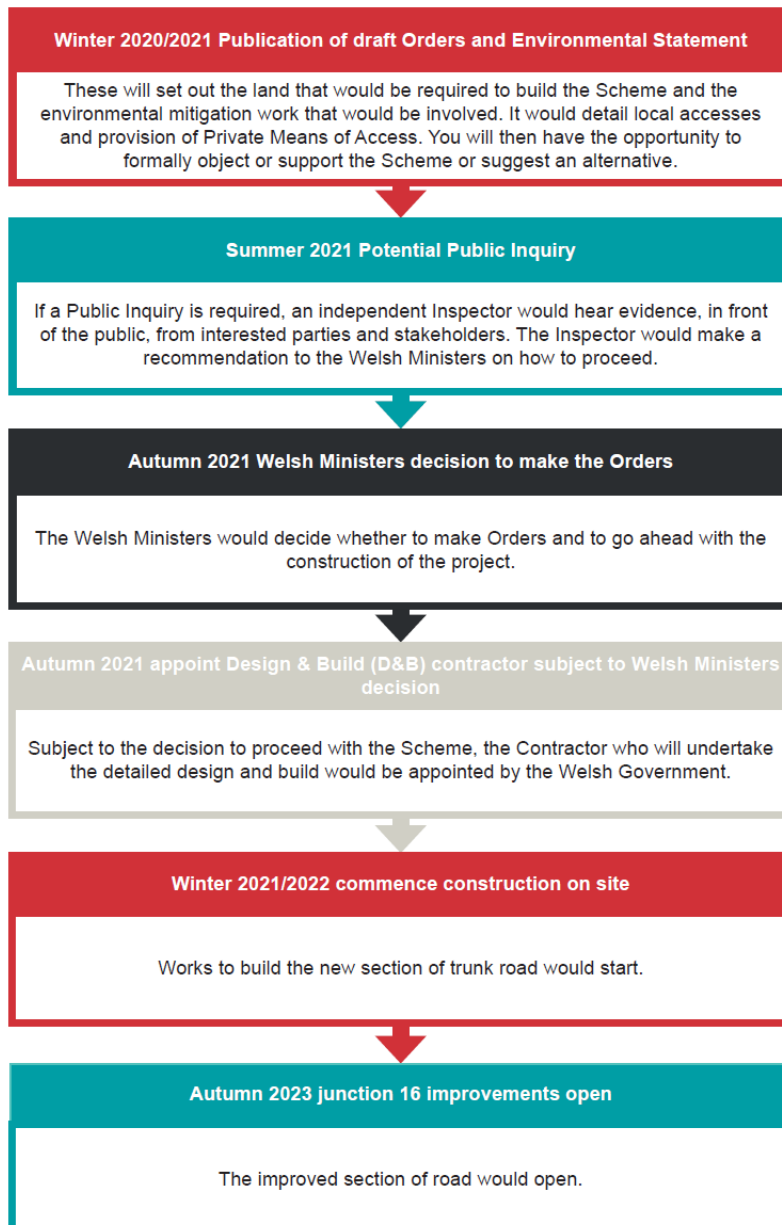 Winter 2020/2021 Publication of draft Orders and Environmental Statement
These will set out the land that would be required to build the Scheme and the
environmental mitigation work that would be involved. It would detail local accesses
and provision of Private Means of Access. You will then have the opportunity to
formally object or support the Scheme or suggest an alternative.
Summer 2021 Potential Public Inquiry
If a Public Inquiry is required, an independent Inspector would hear evidence, in front
of the public, from interested parties and stakeholders. The Inspector would make a
recommendation to the Welsh Ministers on how to proceed.
Autumn 2021 Welsh Ministers decision to make the Orders
The Welsh Ministers would decide whether to make Orders and to go ahead with the
construction of the project.
Autumn 2021 appoint Design & Build (D&B) contractor subject to Welsh Ministers
decision
Subject to the decision to proceed with the Scheme, the Contractor who will undertake
the detailed design and build would be appointed by the Welsh Government.
Winter 2021/2022 commence construction on site
Works to build the new section of trunk road would start.
Autumn 2023 junction 16 improvements open
The improved section of road would open.